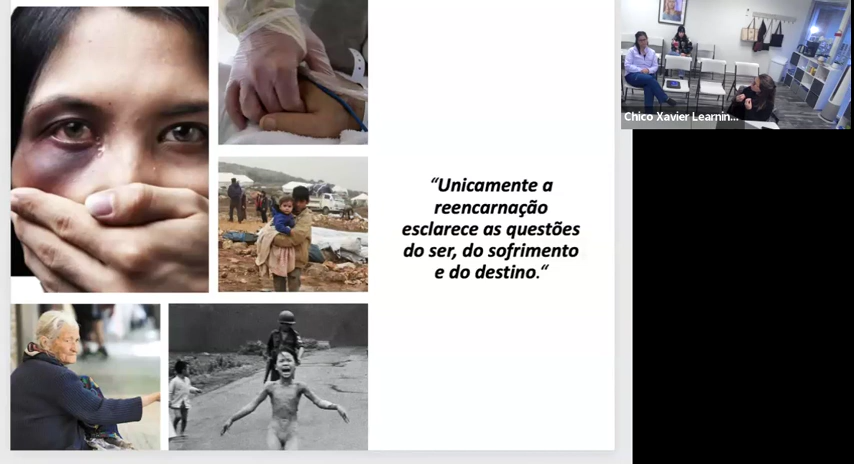 “Unicamente a
reencarnação
esclarece as questões
do ser, do sofrimento
e do destino.“
Chico Xavier Learnin...